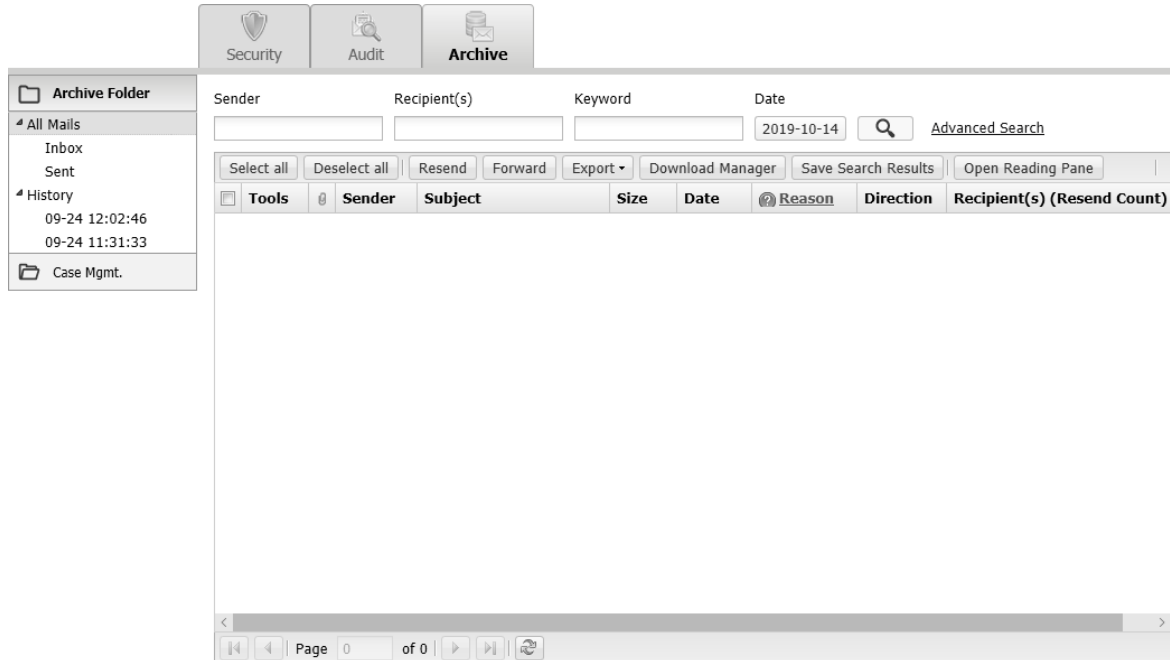 Security Audit Archive
Archive Folder
All Mails
Inbox
Sent
History
09-24 12:02:46
09-24 11:31:33
Case Mgmt.
Sender Recipient(s) Keyword Date
2019-10-14 Advanced Search
Select all Deselect all Resend Forward Export Download Manager Save Search Results Open Reading Pane
Tools Sender Subject Size Date Reason Direction Recipient(s) (Resend Count)
Page 0 of 0